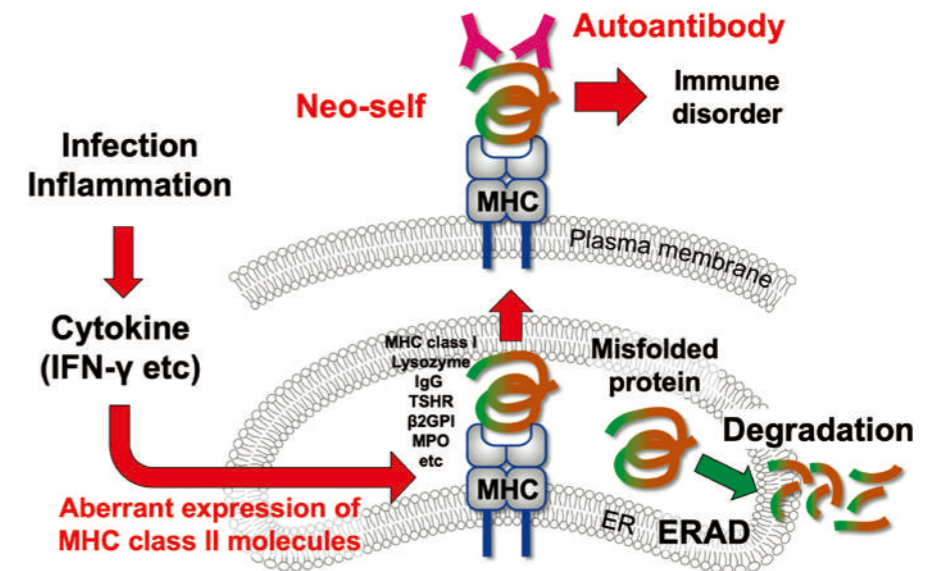 Autoantibody
Immune
disorder
Neo-self
Infection
Inflammation
MHC
Plasma membrane
Cytokine
(IFN-γ etc)
MHC class I
Lysozyme
IgG
TSHR
β2GPI
MPO
etc
Misfolded
protein
Degradation
MHC
ER
ERAD
Aberrant expression of
MHC class II molecules